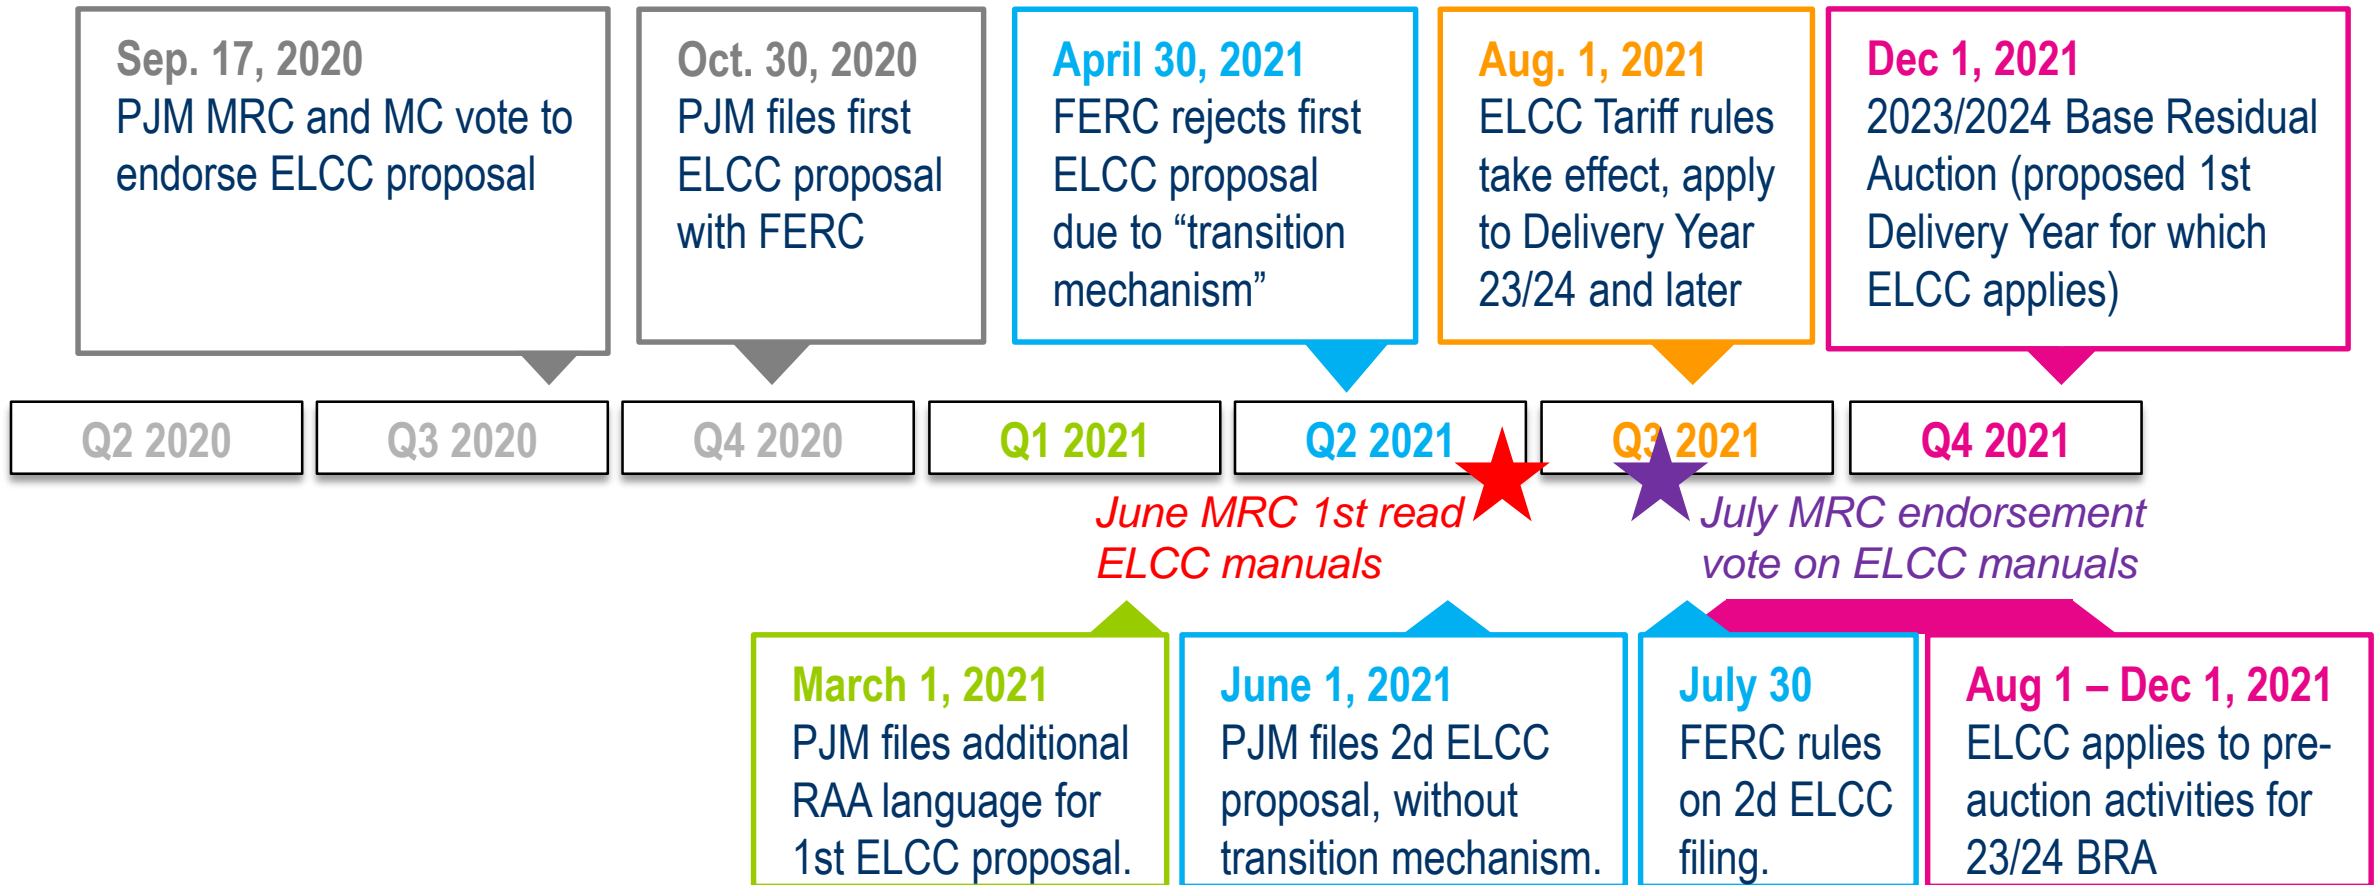 Sep. 17, 2020
PJM MRC and MC vote to
endorse ELCC proposal
Oct. 30, 2020
PJM files first
ELCC proposal
with FERC
April 30, 2021
FERC rejects first
ELCC proposal
due to “transition
mechanism”
Aug. 1, 2021
ELCC Tariff rules
take effect, apply
to Delivery Year
23/24 and later
Dec 1, 2021
2023/2024 Base Residual
Auction (proposed 1st
Delivery Year for which
ELCC applies)
Q2 2020
Q3 2020
Q4 2020
Q1 2021
Q2 2021
Q3 2021
Q4 2021
June MRC 1st read
ELCC manuals
July MRC endorsement
vote on ELCC manuals
March 1, 2021
PJM files additional
RAA language for
1st ELCC proposal.
June 1, 2021
PJM files 2d ELCC
proposal, without
transition mechanism.
July 30
FERC rules
on 2d ELCC
filing.
Aug 1 – Dec 1, 2021
ELCC applies to pre-
auction activities for
23/24 BRA